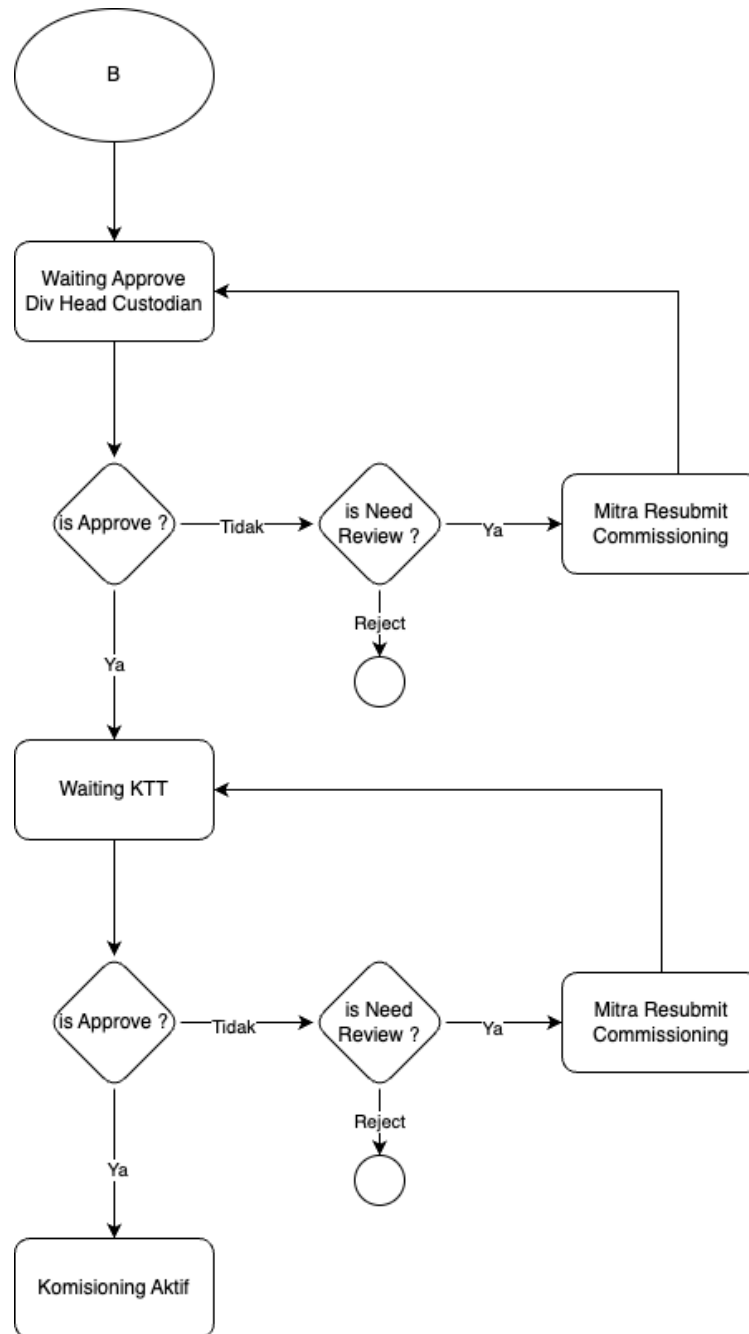 B
Waiting Approve
Div Head Custodian
is Approve ?
Tidak
is Need
Review ?
Ya
Mitra Resubmit
Commissioning
Reject
Ya
Waiting KTT
is Approve ?
Tidak
is Need
Review ?
Ya
Mitra Resubmit
Commissioning
Reject
Ya
Komisioning Aktif